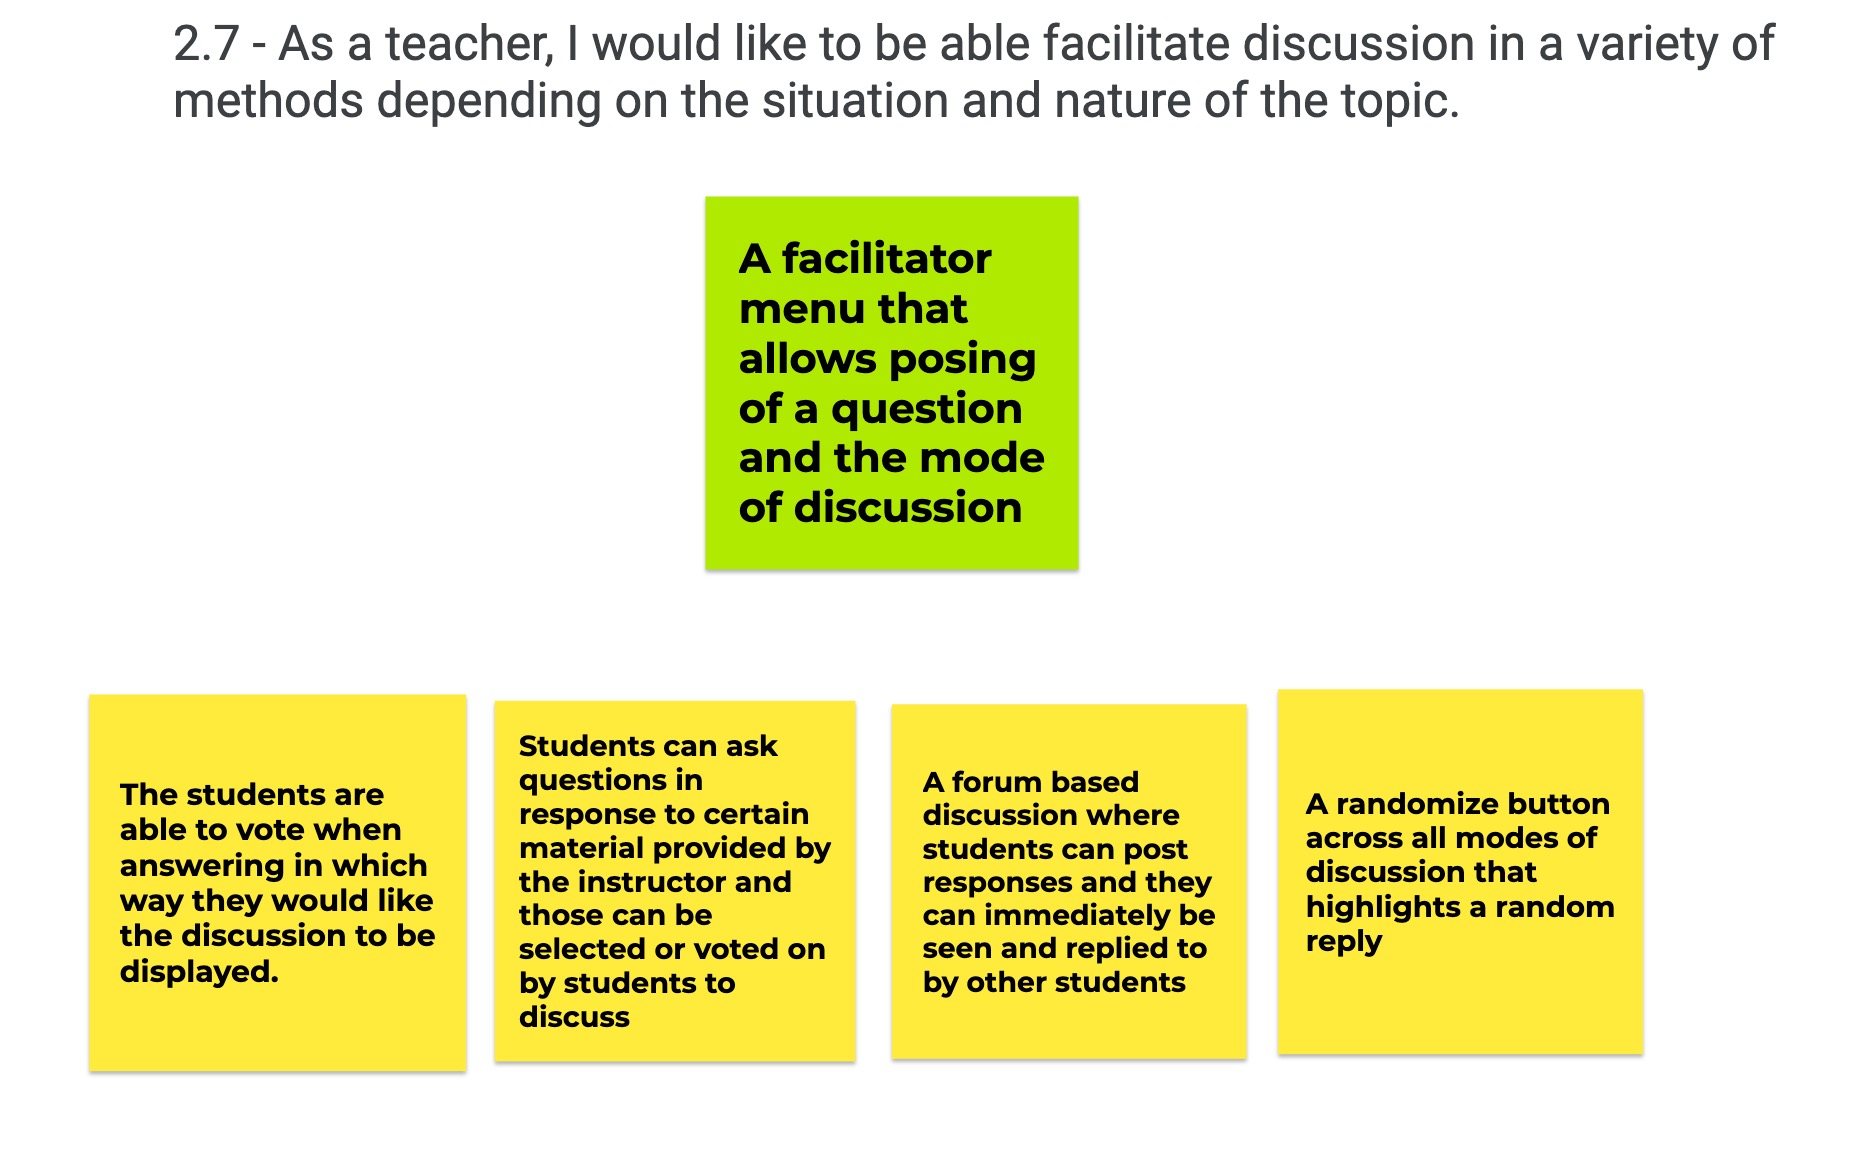 2.7 - As a teacher, I would like to be able facilitate discussion in a variety of
methods depending on the situation and nature of the topic.
A facilitator
menu that
allows posing
of a question
and the mode
of discussion
The students are
able to vote when
answering in which
way they would like
the discussion to be
displayed.
Students can ask
questions in
response to certain
material provided by
the instructor and
those can be
selected or voted on
by students to
discuss
A forum based
discussion where
students can post
responses and they
can immediately be
seen and replied to
by other students
A randomize button
across all modes of
discussion that
highlights a random
reply